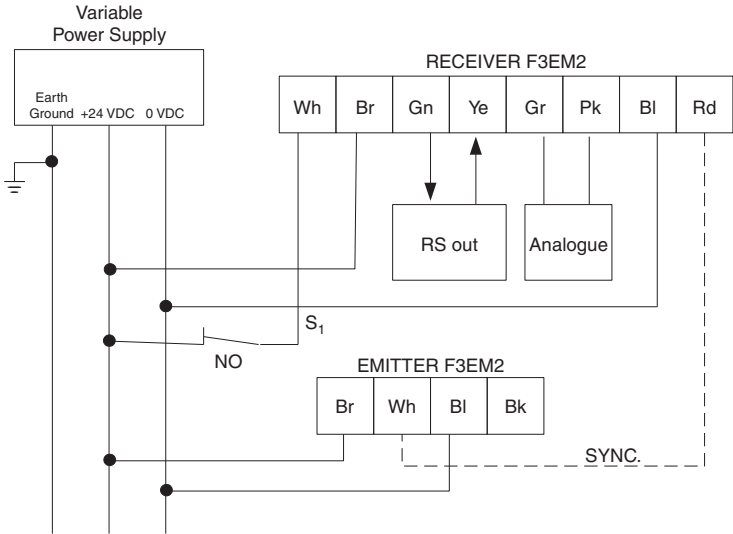 Variable
Power Supply
Earth
Ground +24 VDC 0 VDC
RECEIVER F3EM2
Wh Br Gn Ye Gr Pk Bl Rd
RS out
Analogue
S₁
NO
EMITTER F3EM2
Br Wh Bl Bk
SYNC.